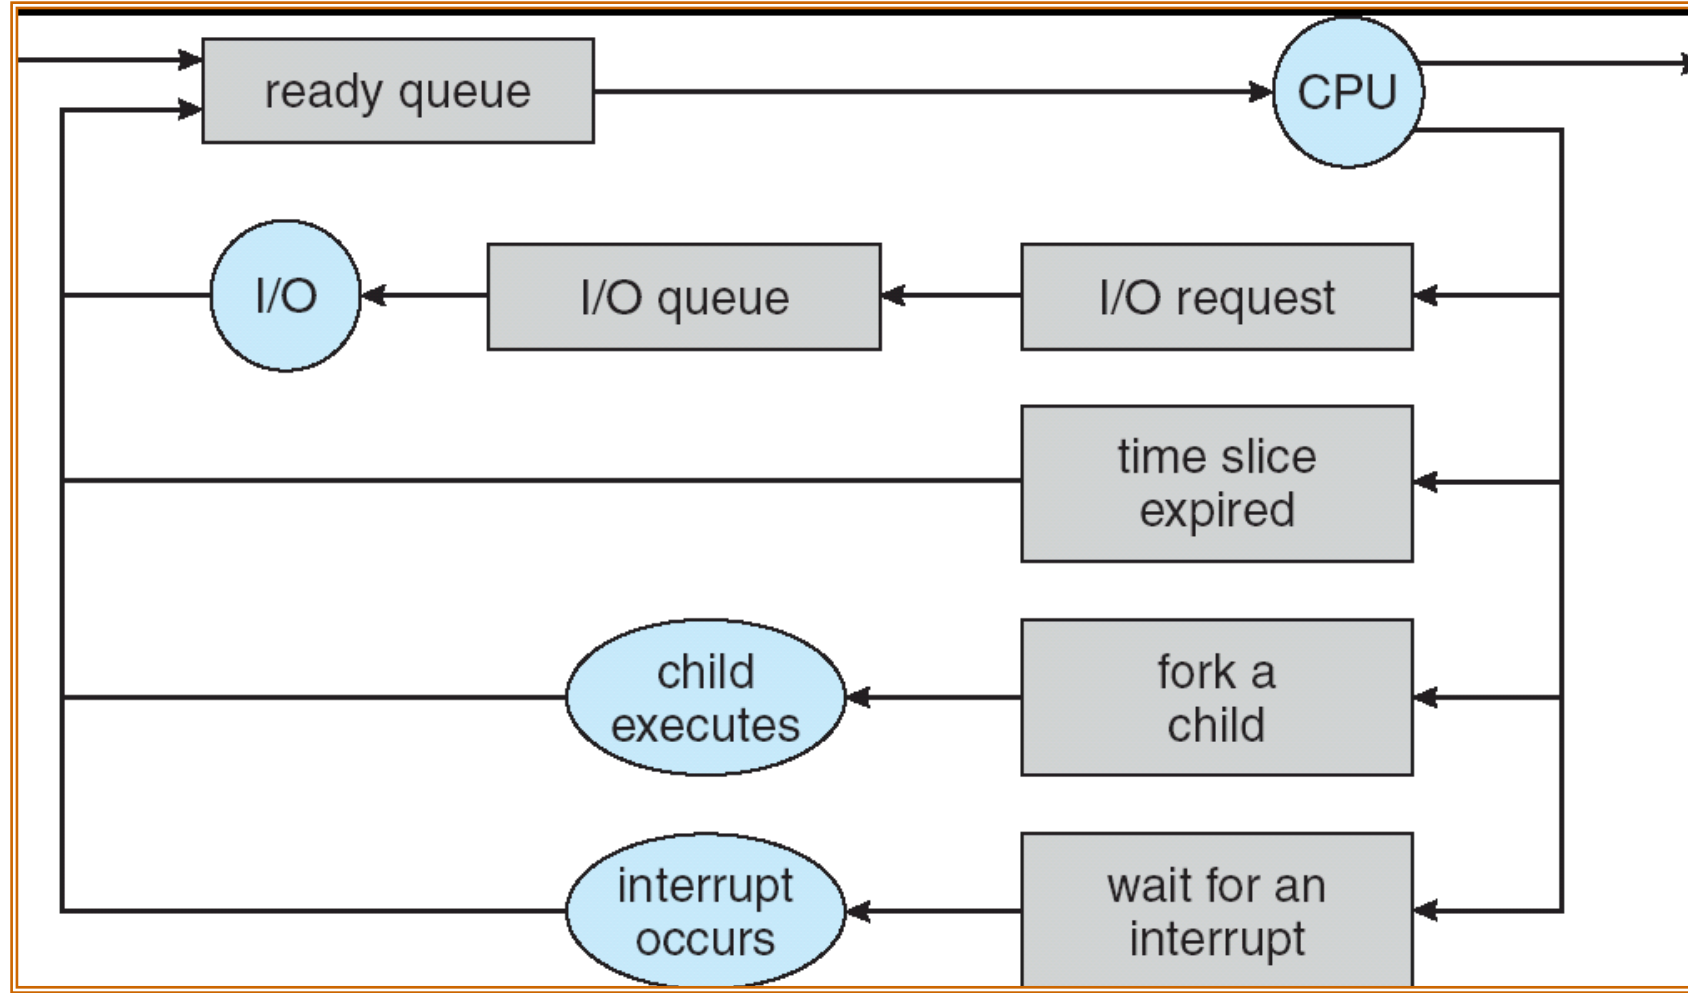 ready queue
CPU
I/O
I/O queue
I/O request
time slice
expired
child
executes
fork a
child
interrupt
occurs
wait for an
interrupt